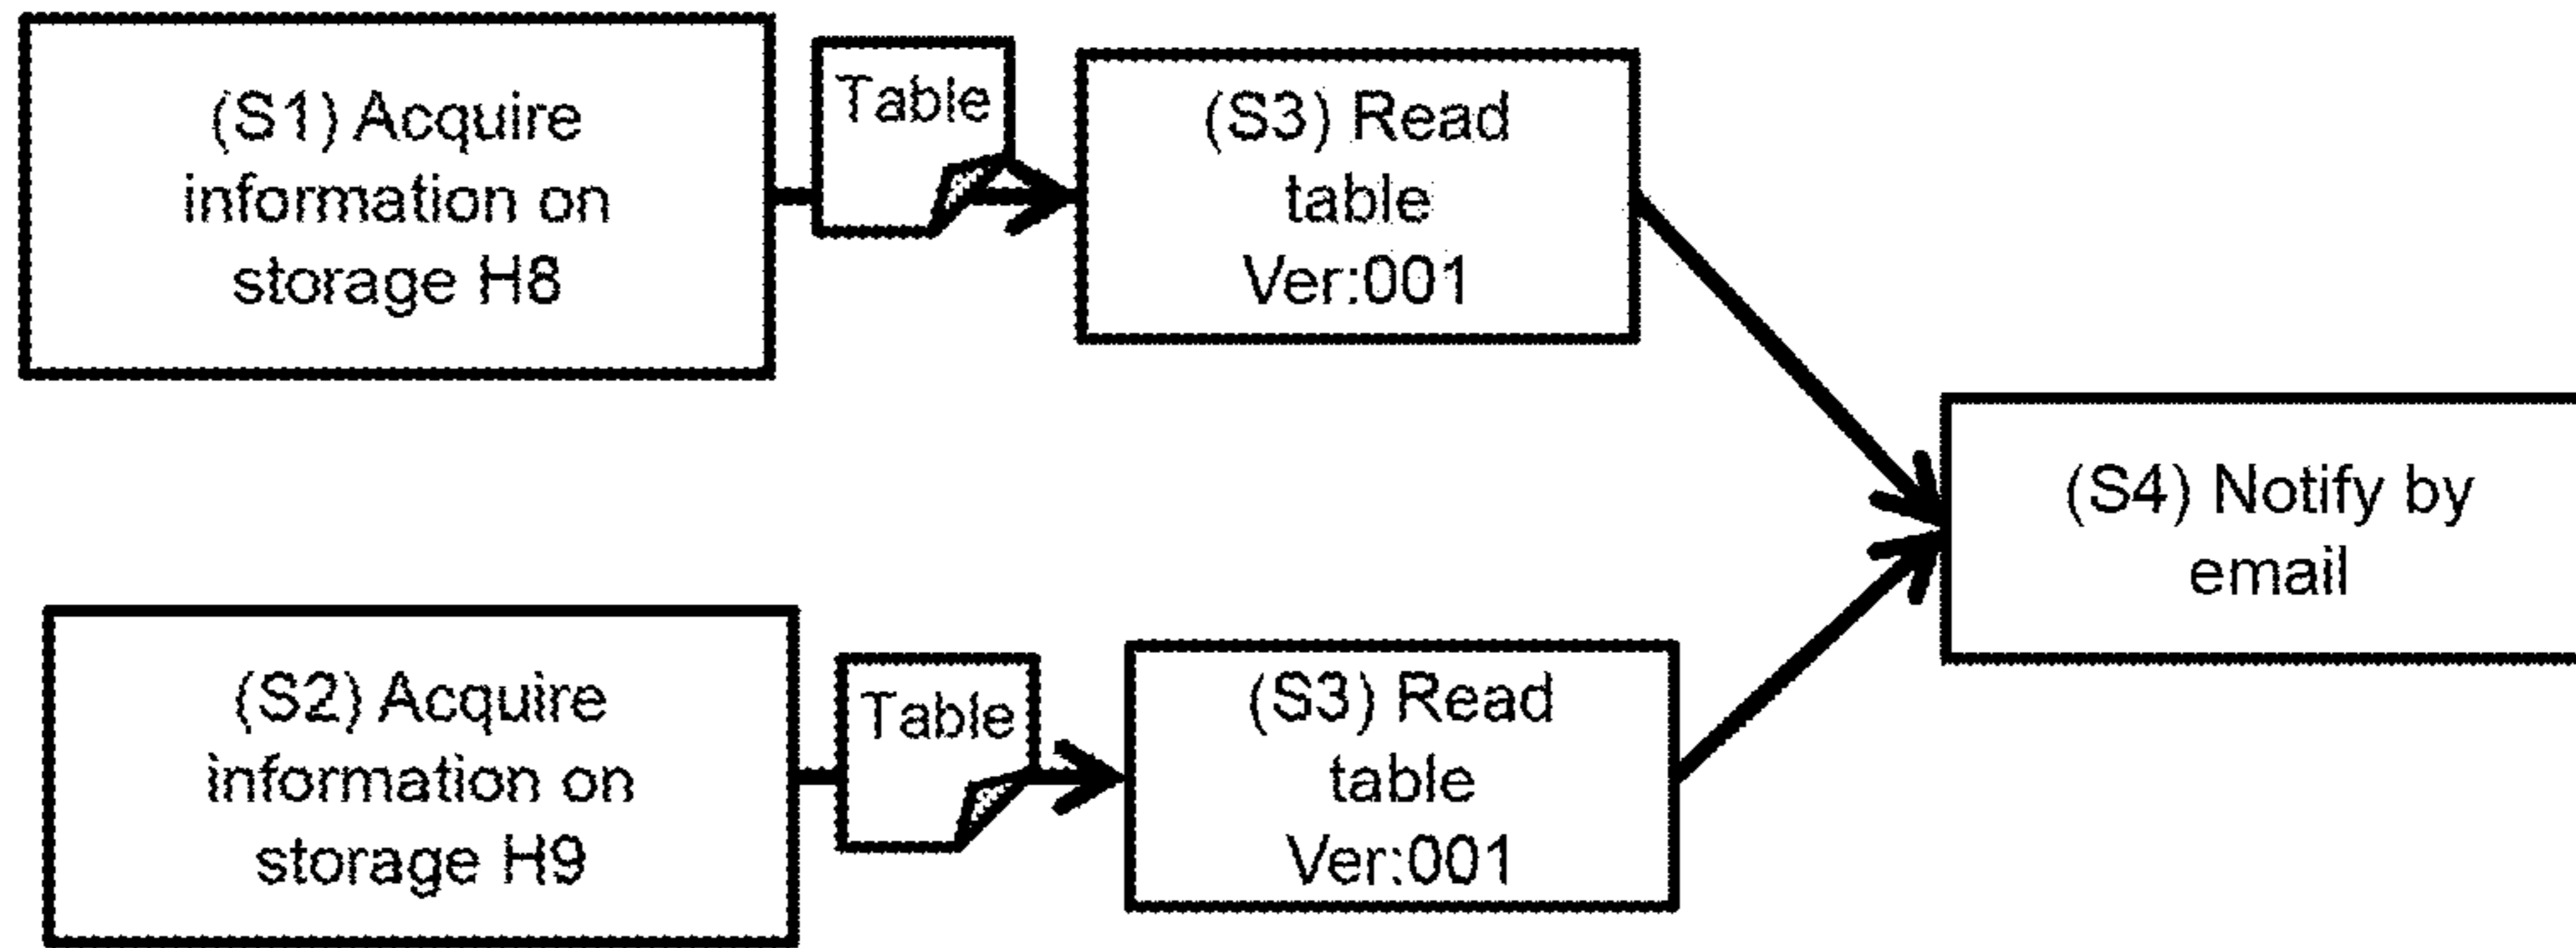 (S1) Acquire
information on
storage H8
Table
(S3) Read
table
Ver:001
(S4) Notify by
email
(S2) Acquire
information on
storage H9
Table
(S3) Read
table
Ver:001